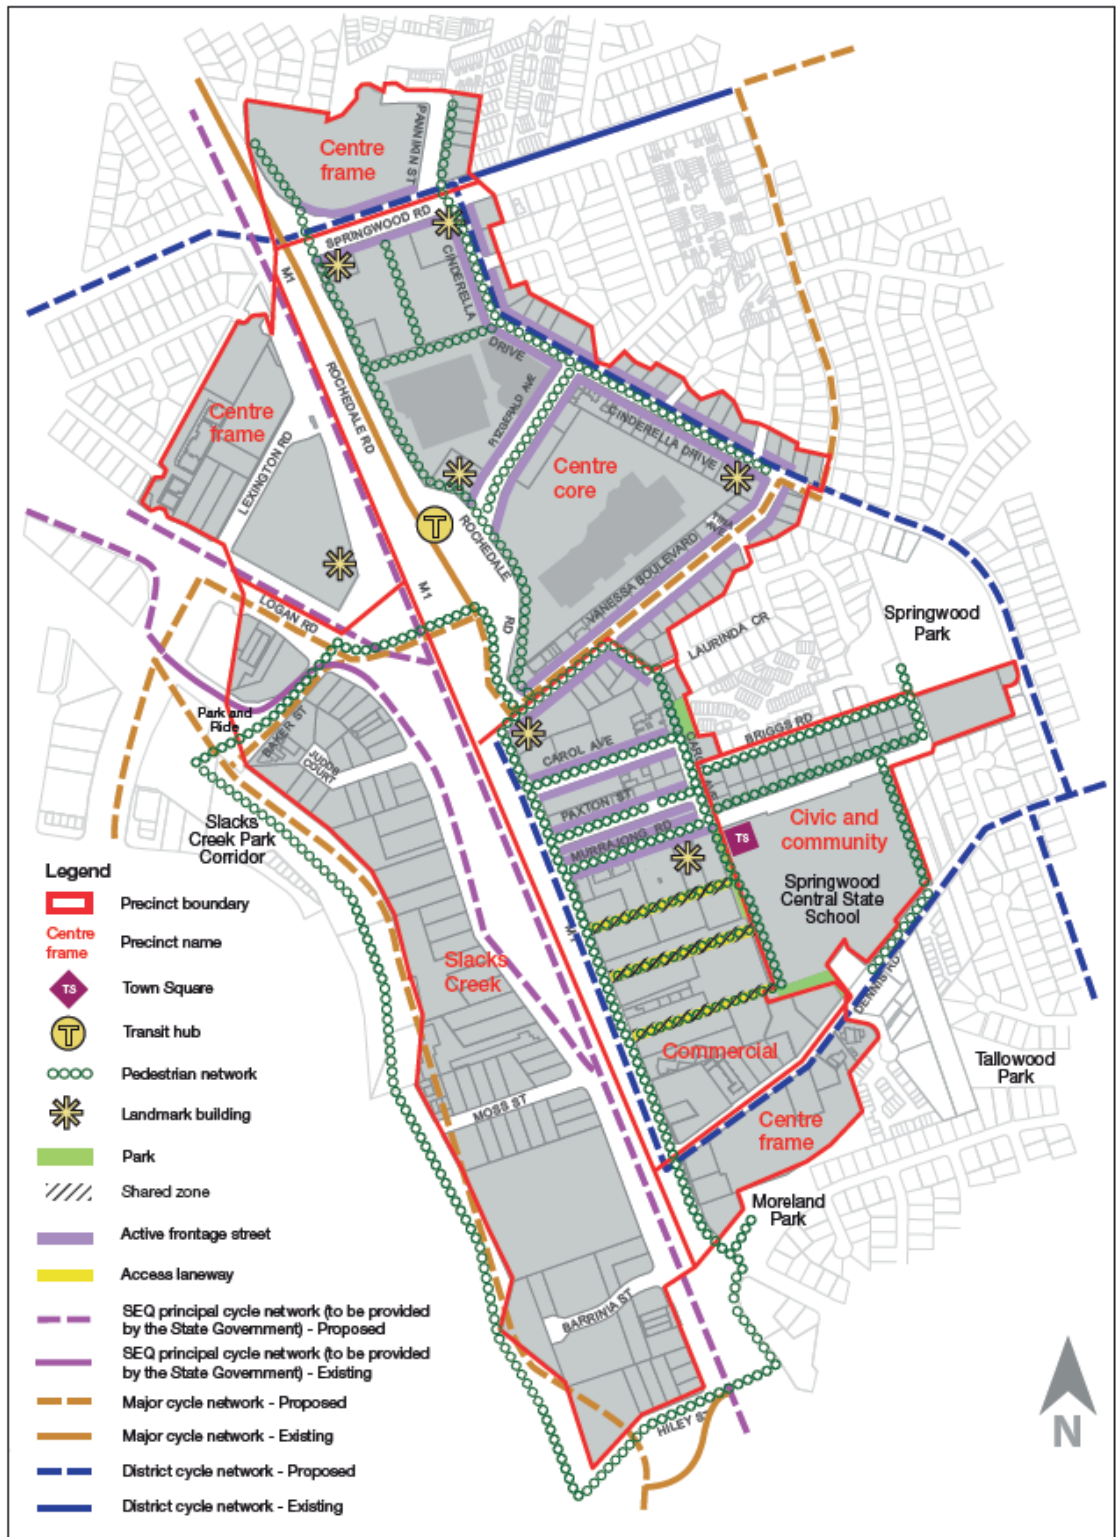 Centre
frame
PANNIKIN ST
SPRINGWOOD RD
CINDERELLA
DRIVE
M1
ROCHEDALE RD
FITZGERALD AVE
CINDERELLA DRIVE
Centre
frame
LEXINGTON RD
Centre
core
T
ROCHEDALE
RD
TINA
AVE
VANESSA BOULEVARD
M1
LOGAN RD
LAURINDA CR
Springwood
Park
Park and
Ride
BAKER ST
JUDDS
COURT
CAROL AVE
BRIGGS RD
PAXTON ST
MURRAJONG RD
TS
Civic and
community
Springwood
Central State
School
Slacks
Creek Park
Corridor
Slacks
Creek
M1
DENNIS RD
Commercial
Tallowood
Park
Centre
frame
MOSS ST
Moreland
Park
BARRINIA ST
HILEY ST
N
Legend
Precinct boundary
Centre
frame
Precinct name
TS
Town Square
T
Transit hub
Pedestrian network
Landmark building
Park
Shared zone
Active frontage street
Access laneway
SEQ principal cycle network (to be provided
by the State Government) - Proposed
SEQ principal cycle network (to be provided
by the State Government) - Existing
Major cycle network - Proposed
Major cycle network - Existing
District cycle network - Proposed
District cycle network - Existing